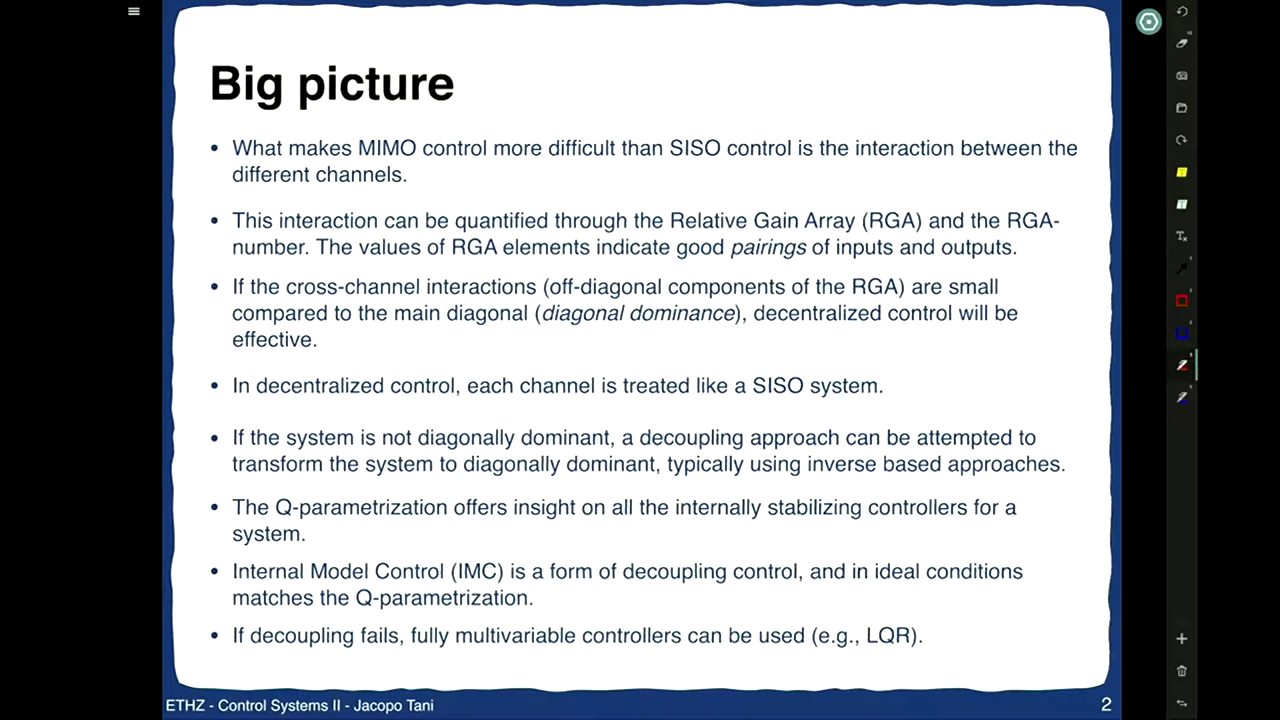 Big picture
• What makes MIMO control more difficult than SISO control is the interaction between the
different channels.
• This interaction can be quantified through the Relative Gain Array (RGA) and the RGA-
number. The values of RGA elements indicate good pairings of inputs and outputs.
• If the cross-channel interactions (off-diagonal components of the RGA) are small
compared to the main diagonal (diagonal dominance), decentralized control will be
effective.
• In decentralized control, each channel is treated like a SISO system.
• If the system is not diagonally dominant, a decoupling approach can be attempted to
transform the system to diagonally dominant, typically using inverse based approaches.
• The Q-parametrization offers insight on all the internally stabilizing controllers for a
system.
• Internal Model Control (IMC) is a form of decoupling control, and in ideal conditions
matches the Q-parametrization.
• If decoupling fails, fully multivariable controllers can be used (e.g., LQR).
ETHZ - Control Systems II - Jacopo Tani
2